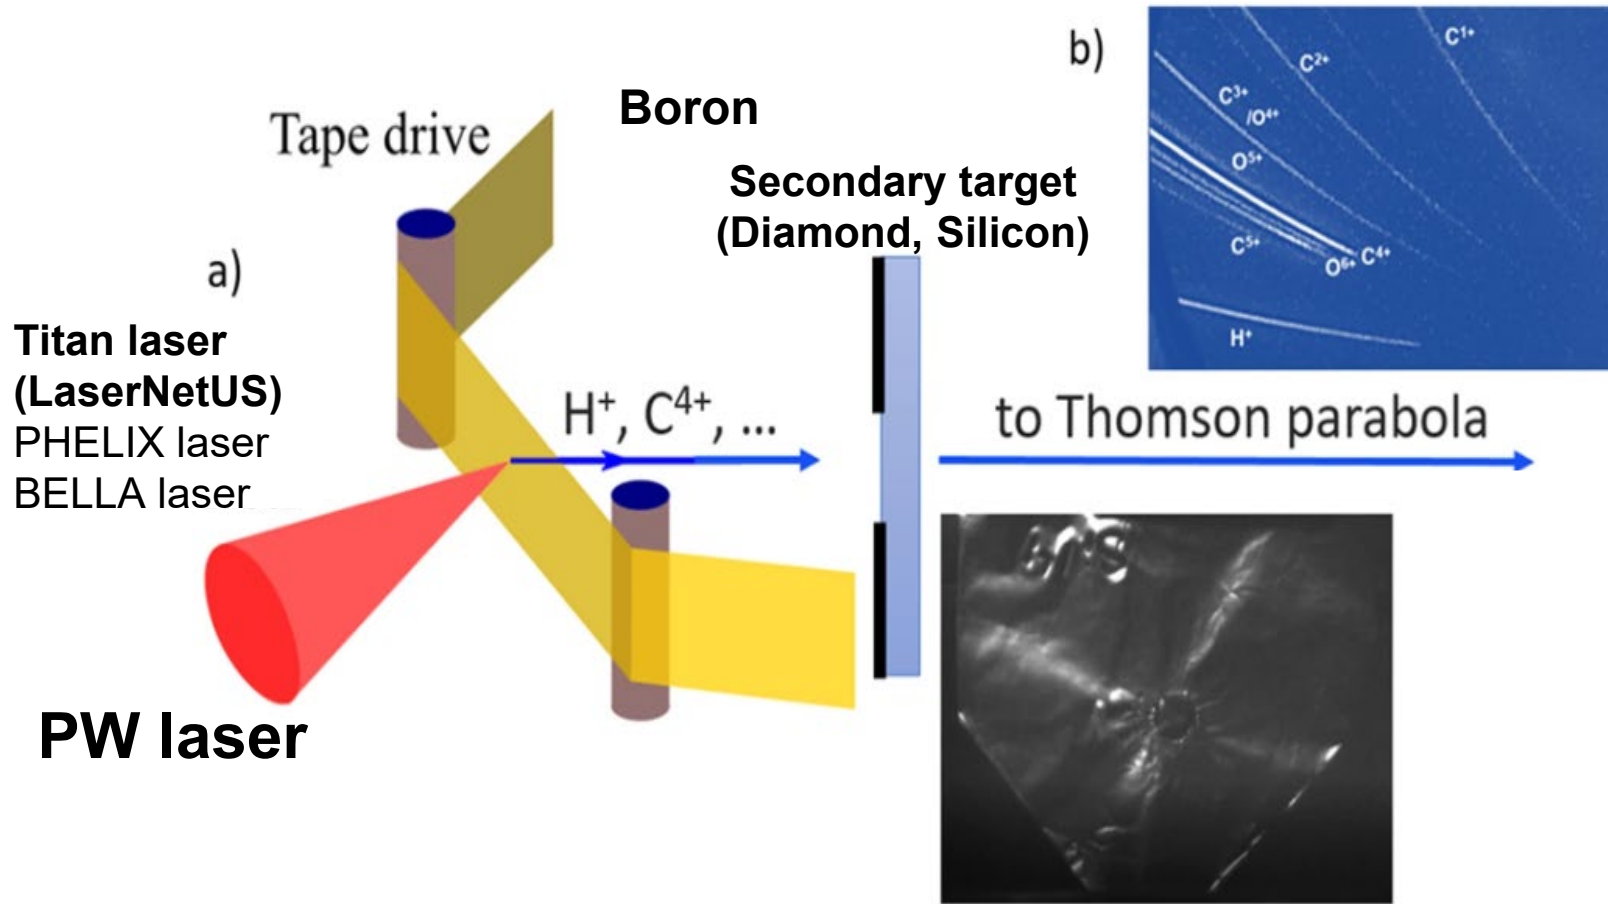 b)
Boron
Tape drive
Secondary target
(Diamond, Silicon)
a)
Titan laser
(LaserNetUS)
PHELIX laser
BELLA laser
H⁺, C⁴⁺, ...
to Thomson parabola
PW laser
C¹⁺
C²⁺
C³⁺
/O⁴⁺
O⁵⁺
C⁵⁺
O⁶⁺ C⁴⁺
H⁺